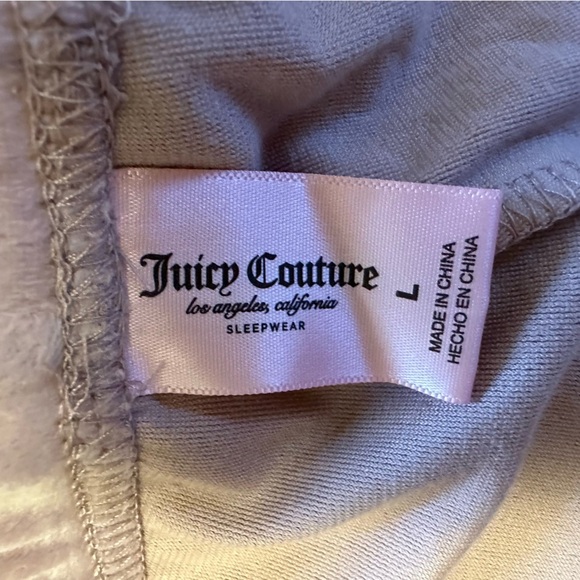 Juicy Couture
los angeles, california
SLEEPWEAR
L
MADE IN CHINA
HECHO EN CHINA